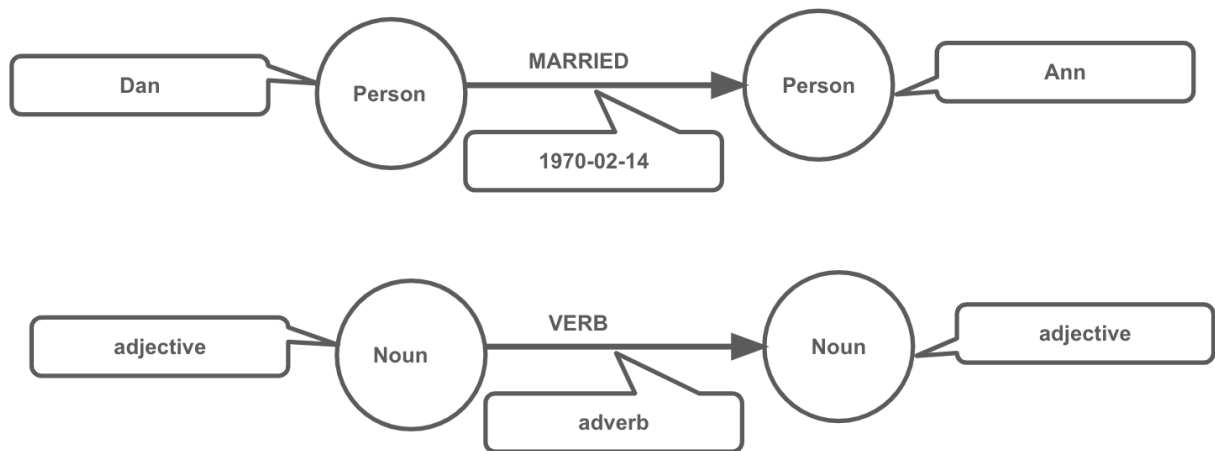 MARRIED
Dan
Person
Person
Ann
1970-02-14
VERB
adjective
Noun
Noun
adjective
adverb